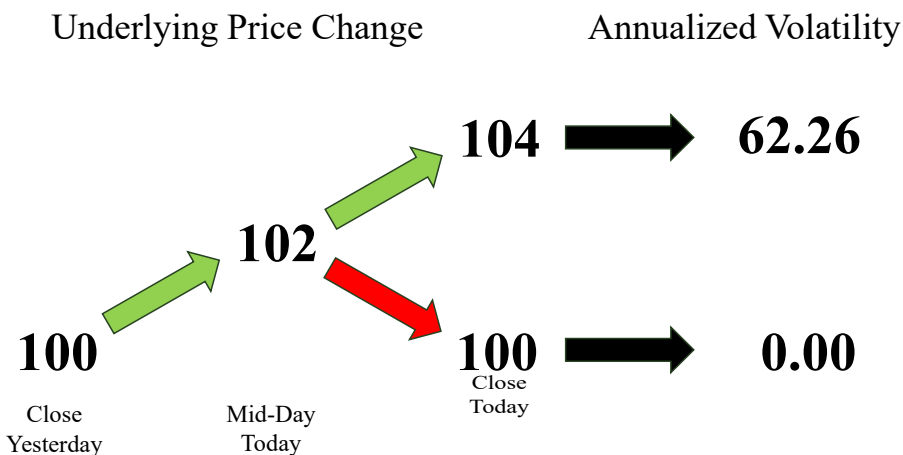 Underlying Price Change
Annualized Volatility
104
62.26
102
100
100
0.00
Close
Yesterday
Mid-Day
Today
Close
Today